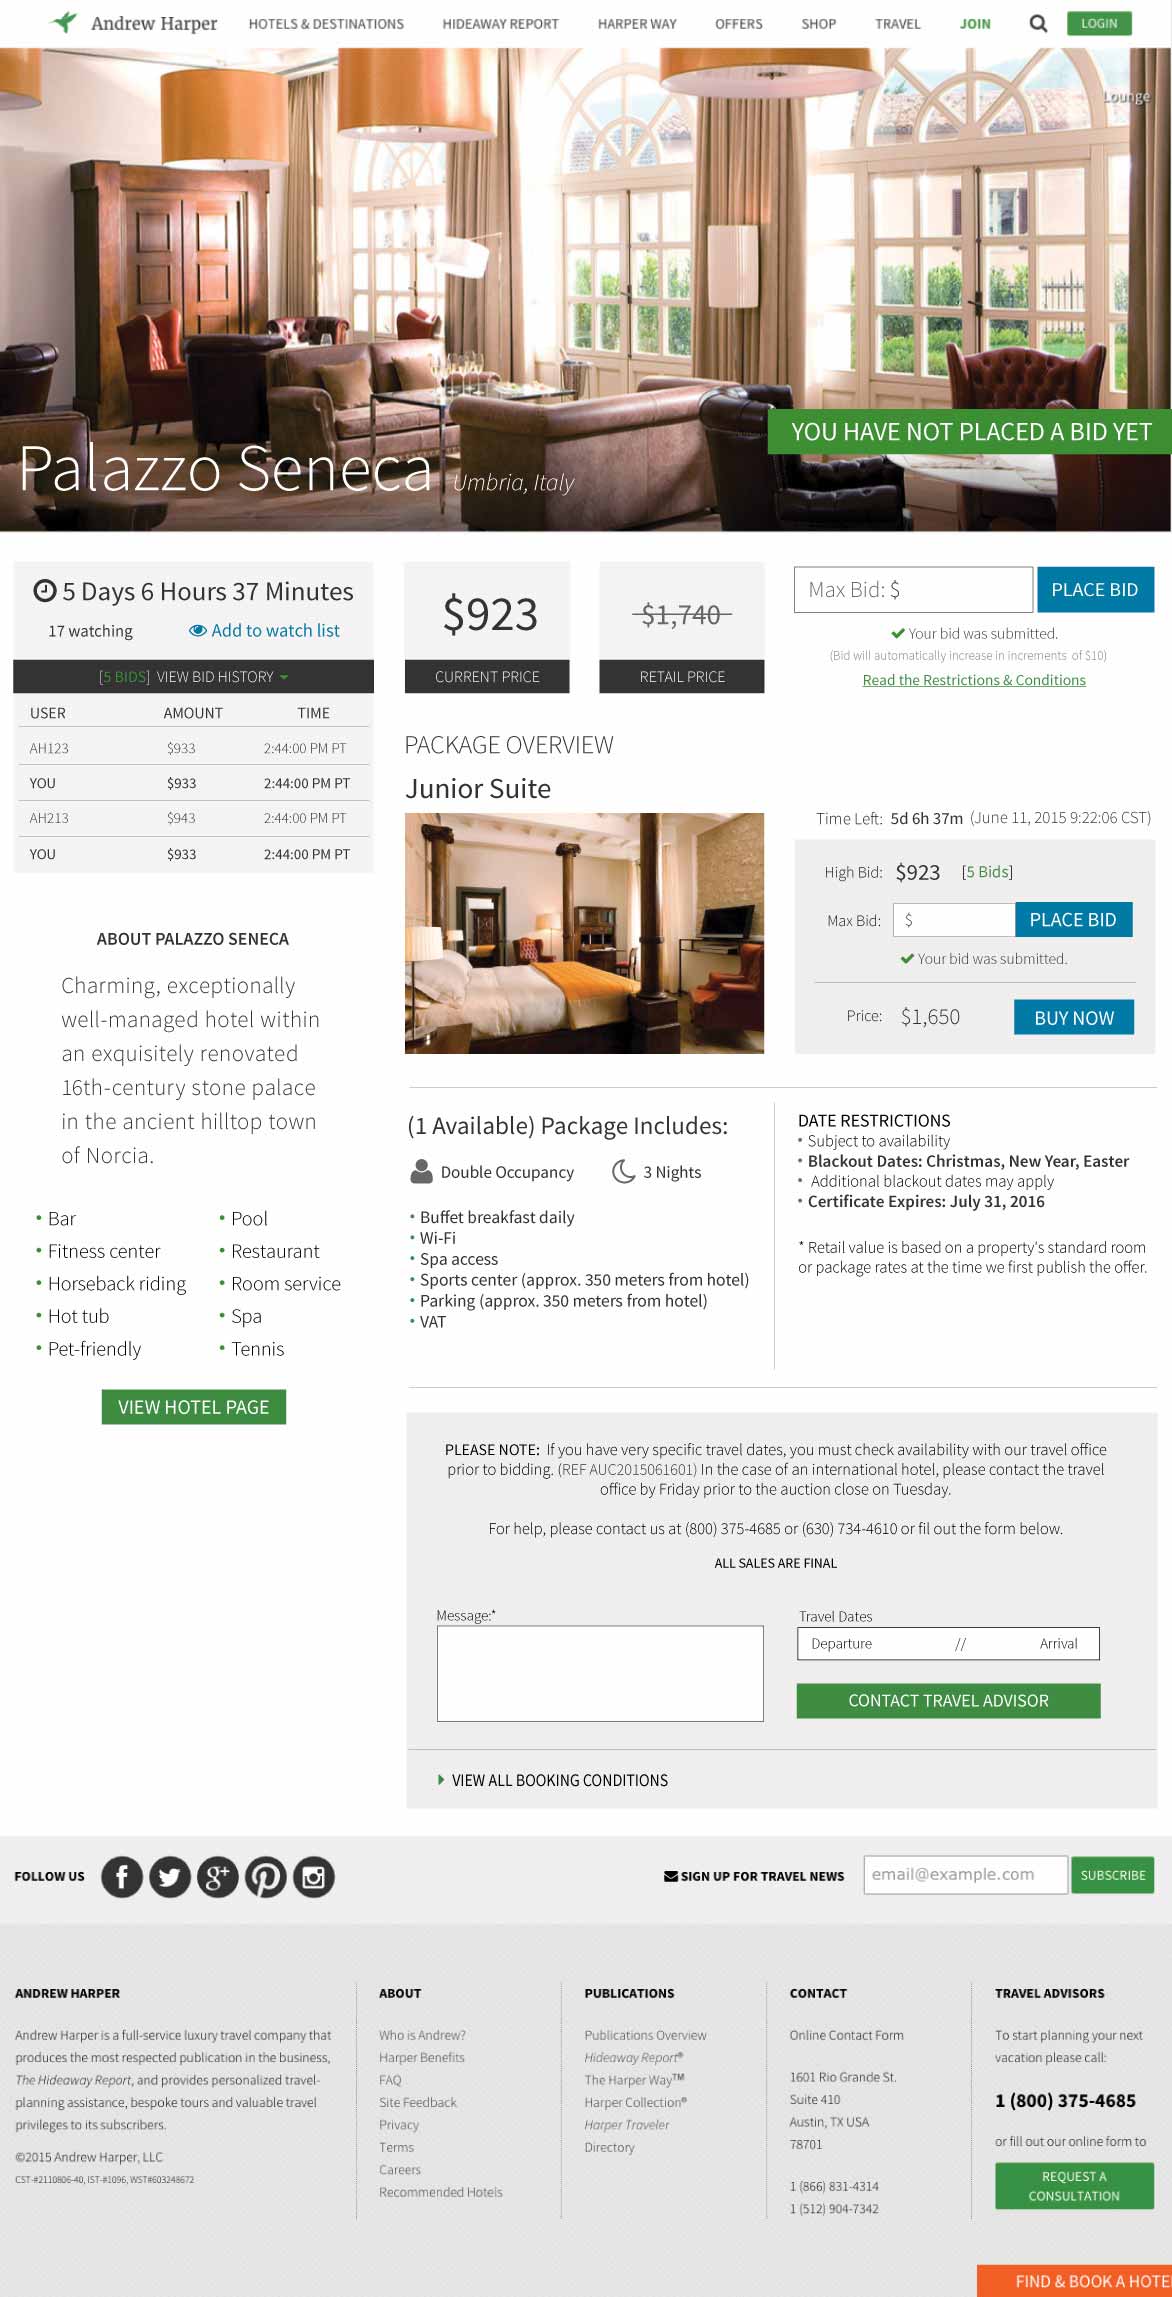 Andrew Harper
HOTELS & DESTINATIONS
HIDEAWAY REPORT
HARPER WAY
OFFERS
SHOP
TRAVEL
JOIN
LOGIN
Lounge
YOU HAVE NOT PLACED A BID YET
Palazzo Seneca Umbria, Italy
5 Days 6 Hours 37 Minutes
17 watching
Add to watch list
[5 BIDS] VIEW BID HISTORY
USER AMOUNT TIME
AH123 $933 2:44:00 PM PT
YOU $933 2:44:00 PM PT
AH213 $943 2:44:00 PM PT
YOU $933 2:44:00 PM PT
$923
CURRENT PRICE
$1,740
RETAIL PRICE
Max Bid: $
PLACE BID
Your bid was submitted.
(Bid will automatically increase in increments of $10)
Read the Restrictions & Conditions
ABOUT PALAZZO SENECA
Charming, exceptionally
well-managed hotel within
an exquisitely renovated
16th-century stone palace
in the ancient hilltop town
of Norcia.
• Bar
• Fitness center
• Horseback riding
• Hot tub
• Pet-friendly
• Pool
• Restaurant
• Room service
• Spa
• Tennis
VIEW HOTEL PAGE
PACKAGE OVERVIEW
Junior Suite
Time Left: 5d 6h 37m (June 11, 2015 9:22:06 CST)
High Bid: $923 [5 Bids]
Max Bid: $ PLACE BID
Your bid was submitted.
Price: $1,650 BUY NOW
(1 Available) Package Includes:
Double Occupancy
3 Nights
• Buffet breakfast daily
• Wi-Fi
• Spa access
• Sports center (approx. 350 meters from hotel)
• Parking (approx. 350 meters from hotel)
• VAT
DATE RESTRICTIONS
• Subject to availability
• Blackout Dates: Christmas, New Year, Easter
• Additional blackout dates may apply
• Certificate Expires: July 31, 2016
* Retail value is based on a property's standard room
or package rates at the time we first publish the offer.
PLEASE NOTE: If you have very specific travel dates, you must check availability with our travel office
prior to bidding. (REF AUC2015061601) In the case of an international hotel, please contact the travel
office by Friday prior to the auction close on Tuesday.
For help, please contact us at (800) 375-4685 or (630) 734-4610 or fil out the form below.
ALL SALES ARE FINAL
Message:*
Travel Dates
Departure // Arrival
CONTACT TRAVEL ADVISOR
VIEW ALL BOOKING CONDITIONS
FOLLOW US
SIGN UP FOR TRAVEL NEWS
email@example.com
SUBSCRIBE
ANDREW HARPER
Andrew Harper is a full-service luxury travel company that
produces the most respected publication in the business,
The Hideaway Report, and provides personalized travel-
planning assistance, bespoke tours and valuable travel
privileges to its subscribers.
©2015 Andrew Harper, LLC
CST-#2110806-40, IST-#1096, WST#603248672
ABOUT
Who is Andrew?
Harper Benefits
FAQ
Site Feedback
Privacy
Terms
Careers
Recommended Hotels
PUBLICATIONS
Publications Overview
Hideaway Report®
The Harper Way™
Harper Collection®
Harper Traveler
Directory
CONTACT
Online Contact Form
1601 Rio Grande St.
Suite 410
Austin, TX USA
78701
1 (866) 831-4314
1 (512) 904-7342
TRAVEL ADVISORS
To start planning your next
vacation please call:
1 (800) 375-4685
or fill out our online form to
REQUEST A
CONSULTATION
FIND & BOOK A HOTE